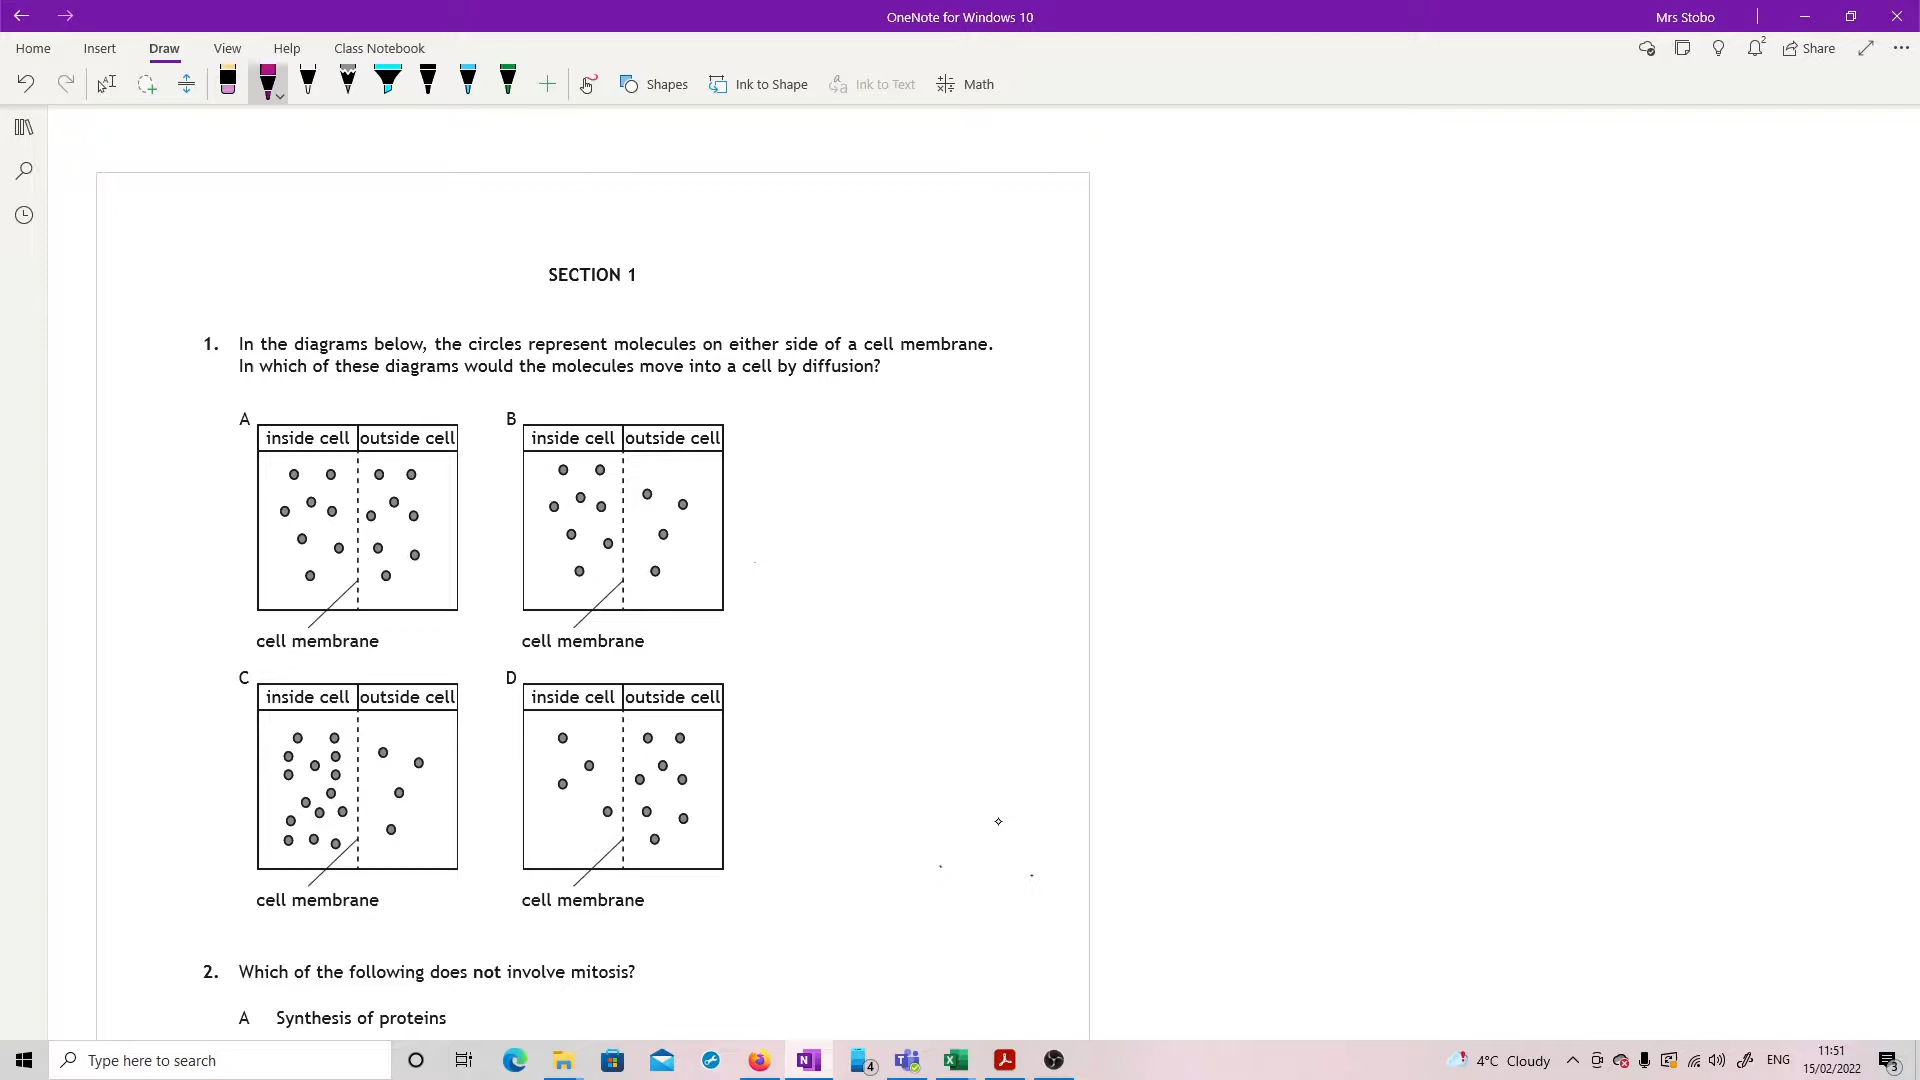 OneNote for Windows 10
Mrs Stobo
Home Insert Draw View Help Class Notebook
2
Share
Shapes
Ink to Shape
Ink to Text
Math
SECTION 1
1. In the diagrams below, the circles represent molecules on either side of a cell membrane.
In which of these diagrams would the molecules move into a cell by diffusion?
A
inside cell outside cell
cell membrane
B
inside cell outside cell
cell membrane
C
inside cell outside cell
cell membrane
D
inside cell outside cell
cell membrane
2. Which of the following does not involve mitosis?
A Synthesis of proteins
Type here to search
4
4°C Cloudy
ENG
11:51
15/02/2022
3